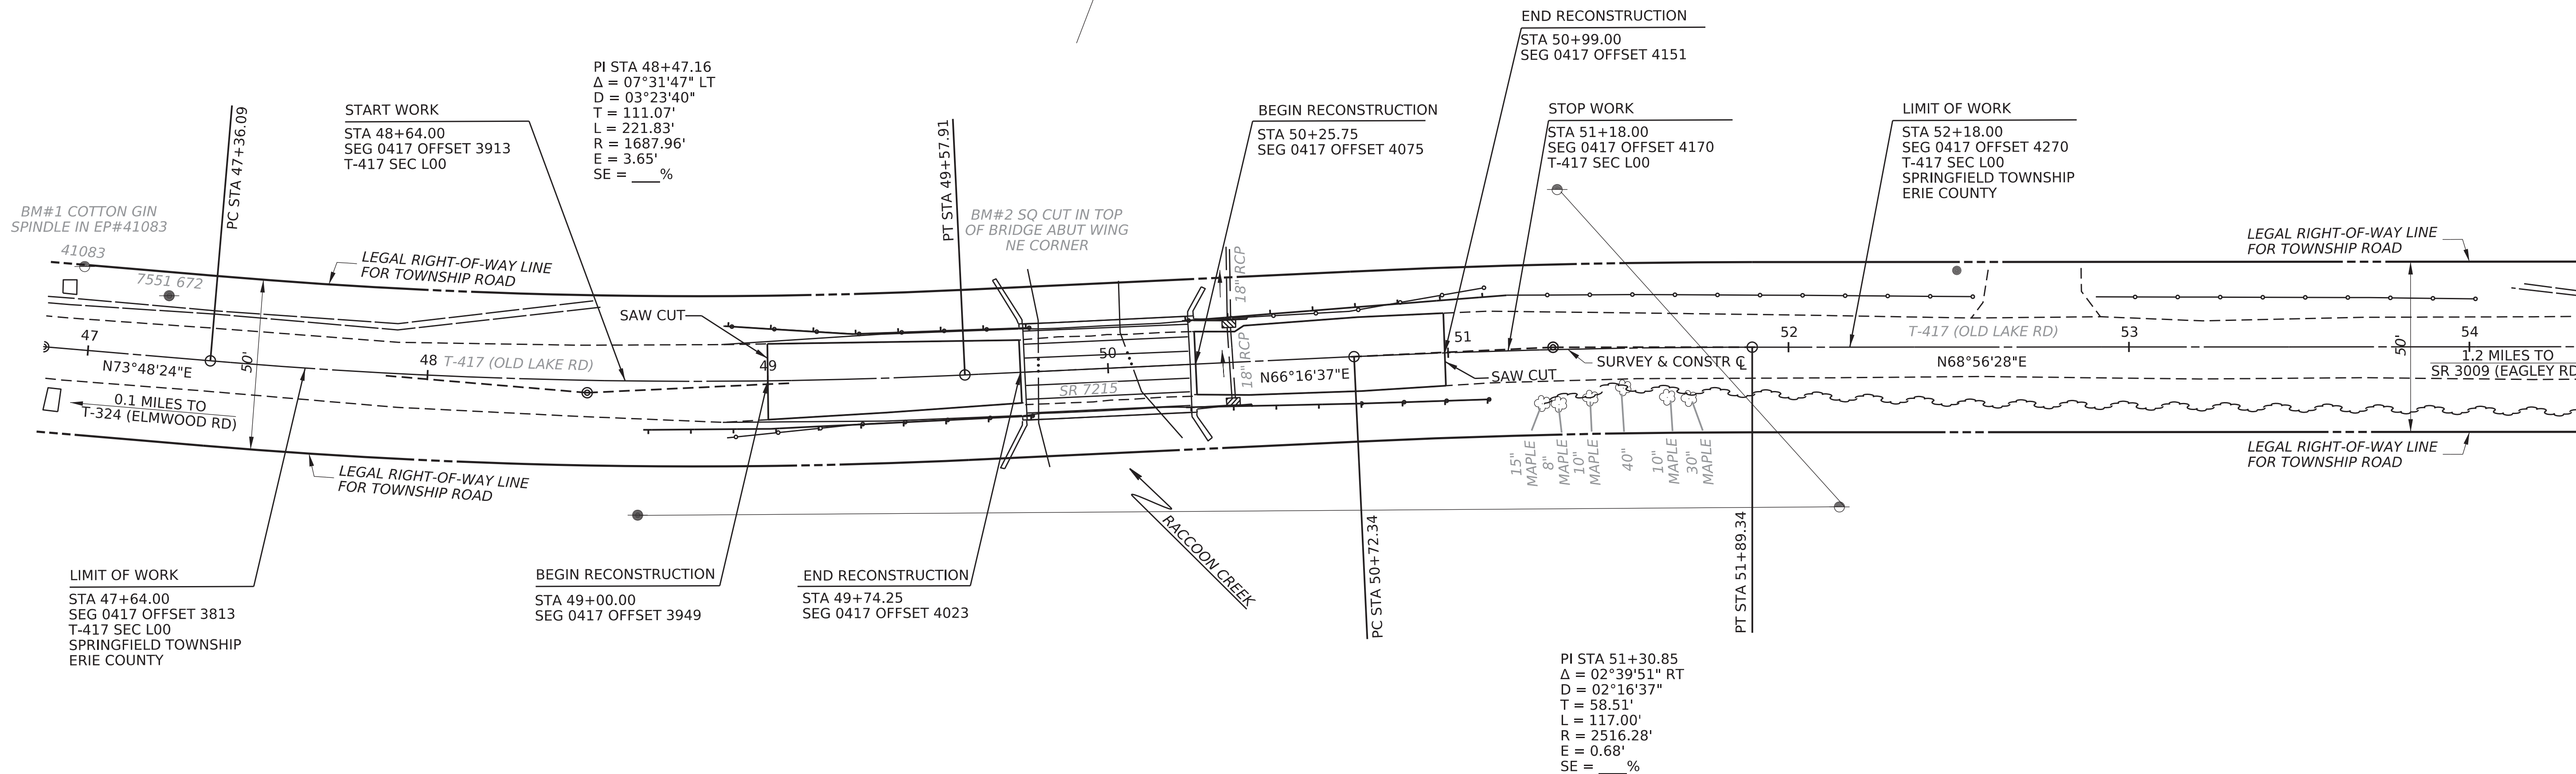 END RECONSTRUCTION
STA 50+99.00
SEG 0417 OFFSET 4151
PI STA 48+47.16
Δ = 07°31'47" LT
D = 03°23'40"
T = 111.07'
L = 221.83'
R = 1687.96'
E = 3.65'
SE = ____%
START WORK
STA 48+64.00
SEG 0417 OFFSET 3913
T-417 SEC L00
BEGIN RECONSTRUCTION
STA 50+25.75
SEG 0417 OFFSET 4075
STOP WORK
STA 51+18.00
SEG 0417 OFFSET 4170
T-417 SEC L00
LIMIT OF WORK
STA 52+18.00
SEG 0417 OFFSET 4270
T-417 SEC L00
SPRINGFIELD TOWNSHIP
ERIE COUNTY
PC STA 47+36.09
PT STA 49+57.91
BM#1 COTTON GIN
SPINDLE IN EP#41083
41083
7551 672
BM#2 SQ CUT IN TOP
OF BRIDGE ABUT WING
NE CORNER
LEGAL RIGHT-OF-WAY LINE
FOR TOWNSHIP ROAD
LEGAL RIGHT-OF-WAY LINE
FOR TOWNSHIP ROAD
18" RCP
SAW CUT
47
N73°48'24"E
50'
48
T-417 (OLD LAKE RD)
49
50
SR 7215
18" RCP
N66°16'37"E
51
SAW CUT
SURVEY & CONSTR ℄
52
T-417 (OLD LAKE RD)
N68°56'28"E
53
50'
54
1.2 MILES TO
SR 3009 (EAGLEY RD
0.1 MILES TO
T-324 (ELMWOOD RD)
LEGAL RIGHT-OF-WAY LINE
FOR TOWNSHIP ROAD
LEGAL RIGHT-OF-WAY LINE
FOR TOWNSHIP ROAD
15"
MAPLE
8"
MAPLE
10"
MAPLE
40"
10"
MAPLE
30"
MAPLE
RACCOON CREEK
PC STA 50+72.34
PT STA 51+89.34
LIMIT OF WORK
STA 47+64.00
SEG 0417 OFFSET 3813
T-417 SEC L00
SPRINGFIELD TOWNSHIP
ERIE COUNTY
BEGIN RECONSTRUCTION
STA 49+00.00
SEG 0417 OFFSET 3949
END RECONSTRUCTION
STA 49+74.25
SEG 0417 OFFSET 4023
PI STA 51+30.85
Δ = 02°39'51" RT
D = 02°16'37"
T = 58.51'
L = 117.00'
R = 2516.28'
E = 0.68'
SE = ____%